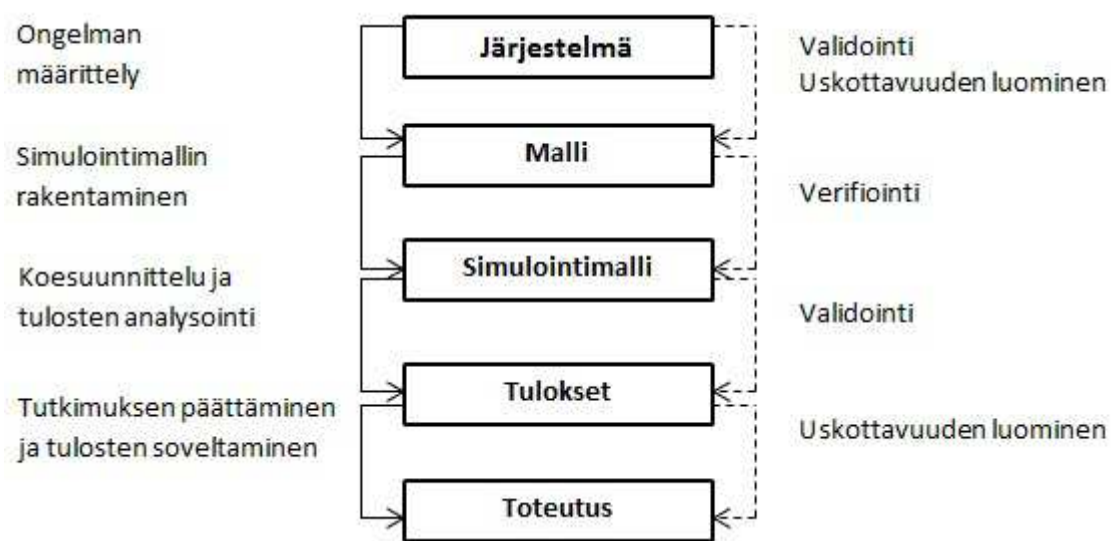 Ongelman
määrittely
Järjestelmä
Validointi
Uskottavuuden luominen
Malli
Simulointimallin
rakentaminen
Verifiointi
Simulointimalli
Koesuunnittelu ja
tulosten analysointi
Validointi
Tulokset
Tutkimuksen päättäminen
ja tulosten soveltaminen
Uskottavuuden luominen
Toteutus